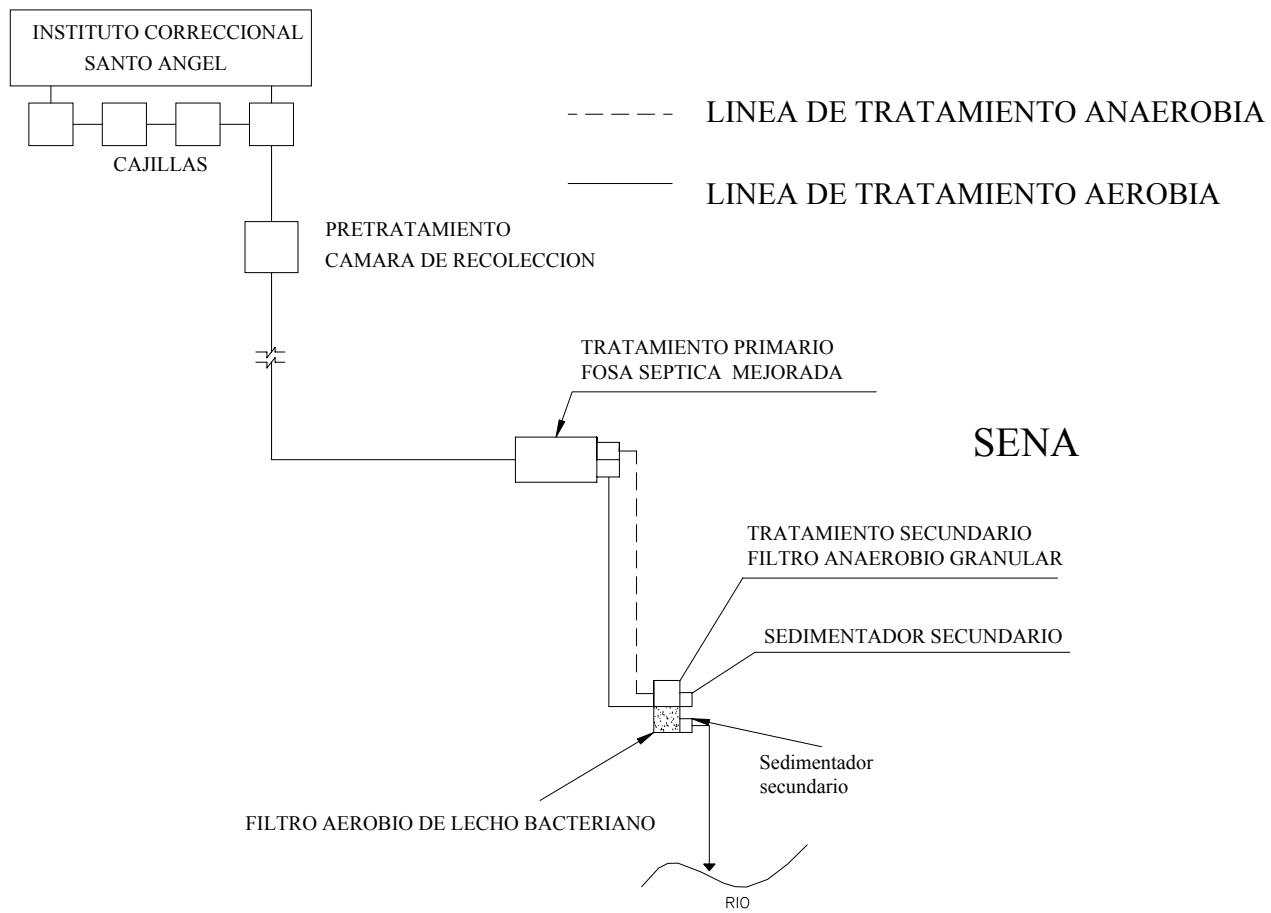 INSTITUTO CORRECCIONAL
SANTO ANGEL
CAJILLAS
LINEA DE TRATAMIENTO ANAEROBIA
LINEA DE TRATAMIENTO AEROBIA
PRETRATAMIENTO
CAMARA DE RECOLECCION
TRATAMIENTO PRIMARIO
FOSA SEPTICA MEJORADA
SENA
TRATAMIENTO SECUNDARIO
FILTRO ANAEROBIO GRANULAR
SEDIMENTADOR SECUNDARIO
Sedimentador
secundario
FILTRO AEROBIO DE LECHO BACTERIANO
RIO